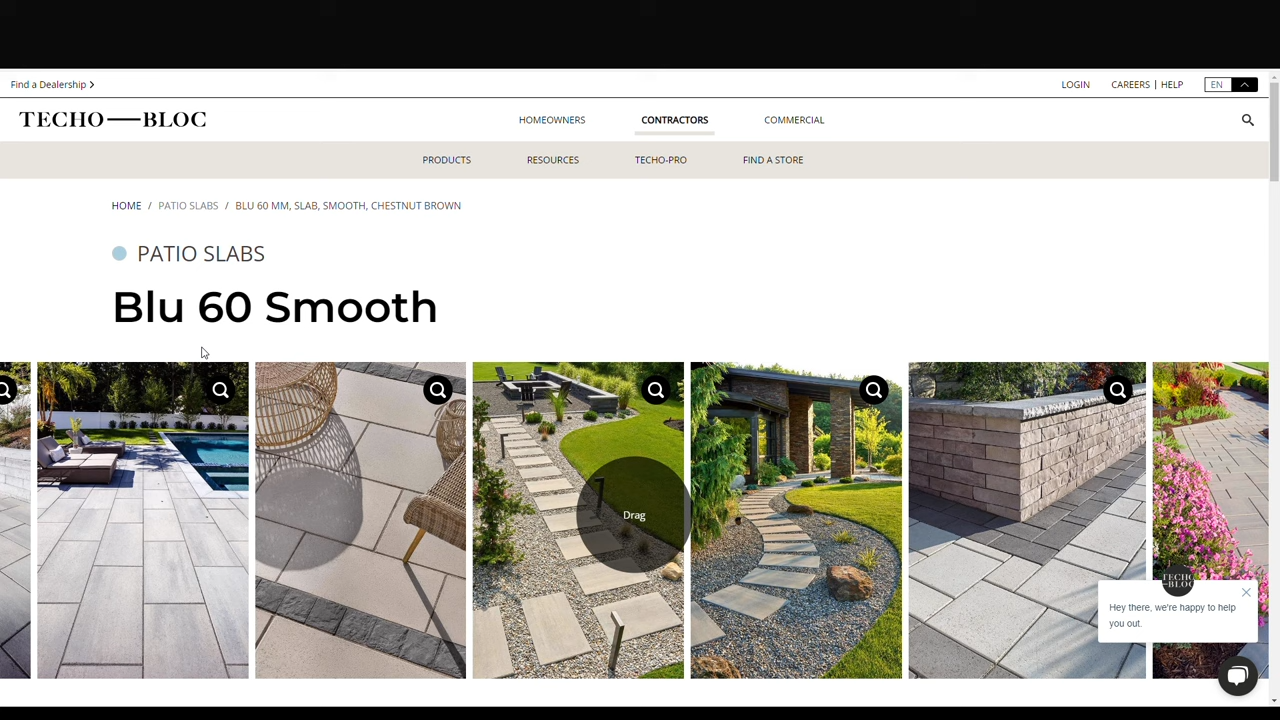 Find a Dealership
LOGIN CAREERS | HELP EN
TECHO—BLOC
HOMEOWNERS CONTRACTORS COMMERCIAL
PRODUCTS RESOURCES TECHO-PRO FIND A STORE
HOME / PATIO SLABS / BLU 60 MM, SLAB, SMOOTH, CHESTNUT BROWN
PATIO SLABS
Blu 60 Smooth
Drag
TECHO
—BLOC
Hey there, we're happy to help
you out.